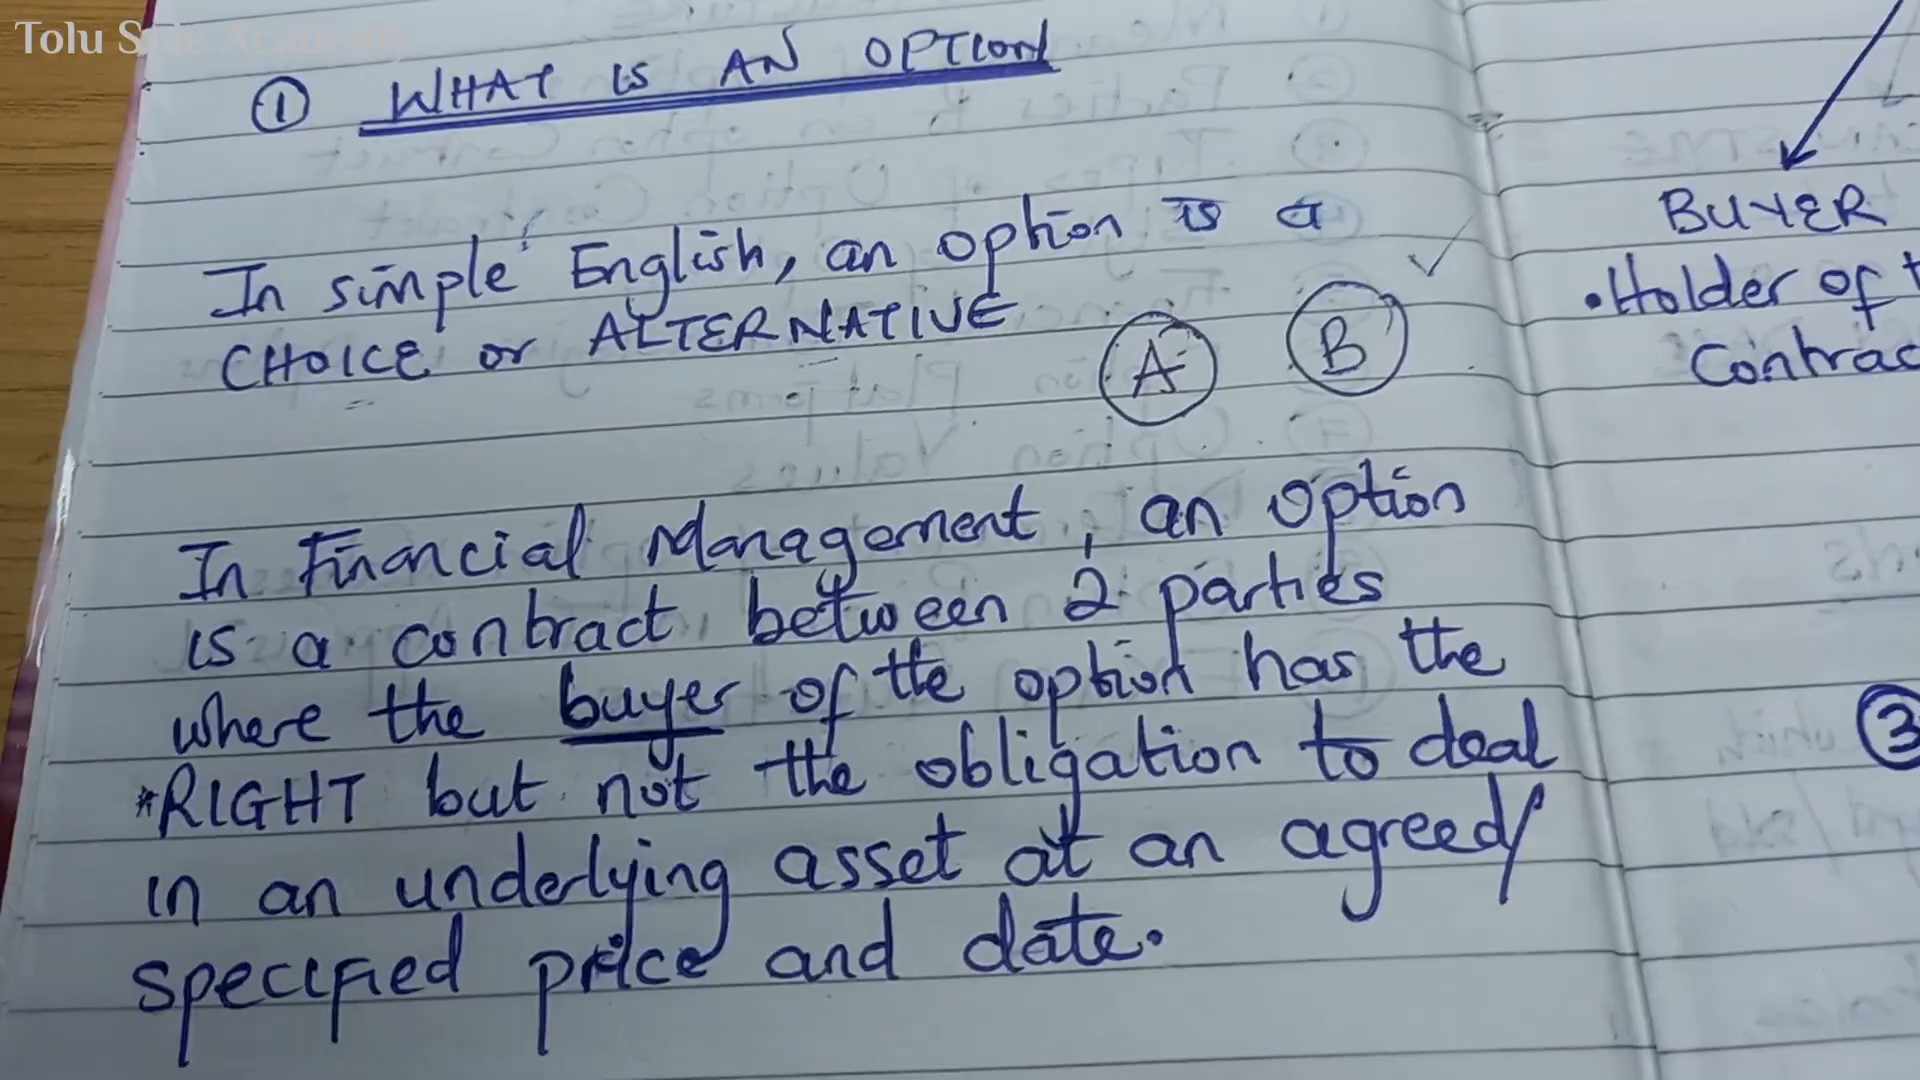 ① WHAT IS AN OPTION
In simple English, an option is a
CHOICE or ALTERNATIVE
A B
In Financial Management, an option
is a contract between 2 parties
where the buyer of the option has the
*RIGHT but not the obligation to deal
in an underlying asset at an agreed/
specified price and date.
BUYER
• Holder of
③
Tolu